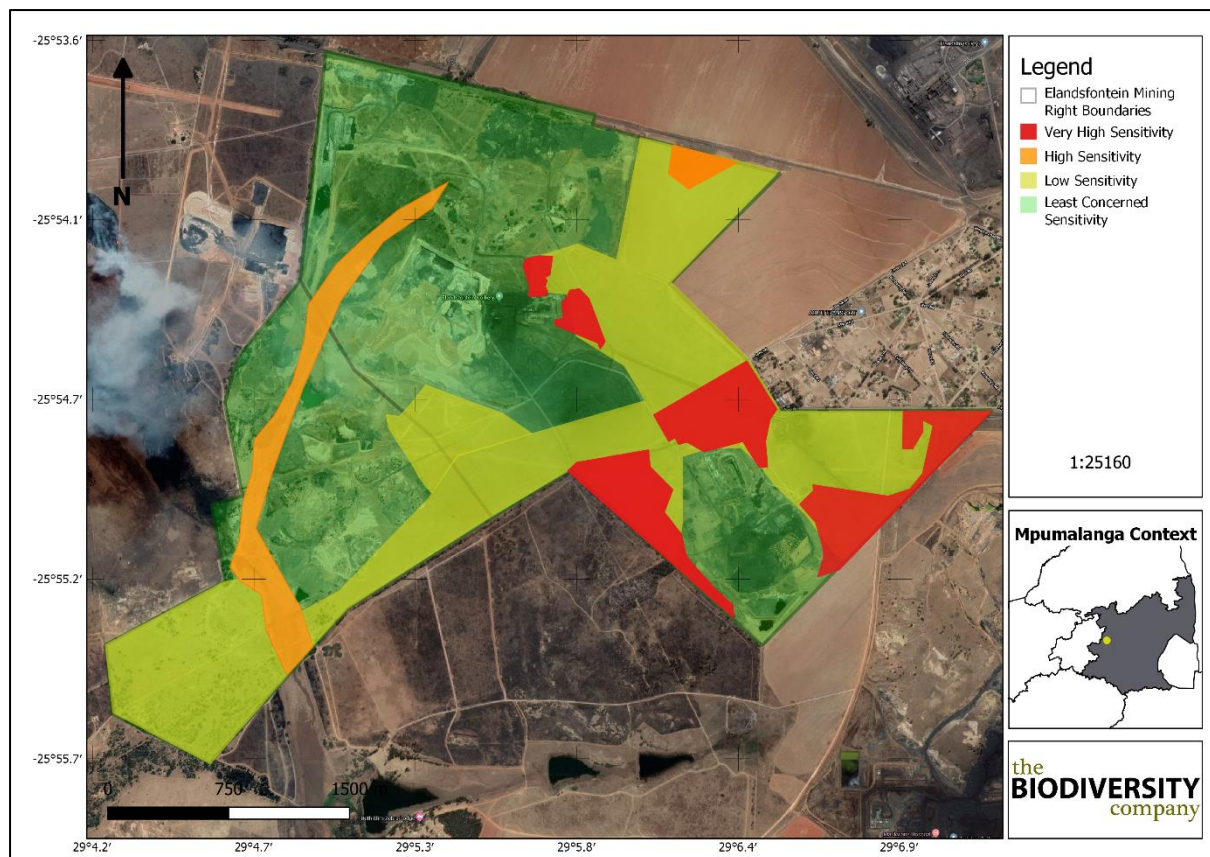 -25°53.6'
-25°54.1'
-25°54.7'
-25°55.2'
-25°55.7'
N
0 750 1500 m
29°4.2' 29°4.7' 29°5.3' 29°5.8' 29°6.4' 29°6.9'
Legend
Elandsfontein Mining
Right Boundaries
Very High Sensitivity
High Sensitivity
Low Sensitivity
Least Concerned
Sensitivity
1:25160
Mpumalanga Context
the
BIODIVERSITY
company